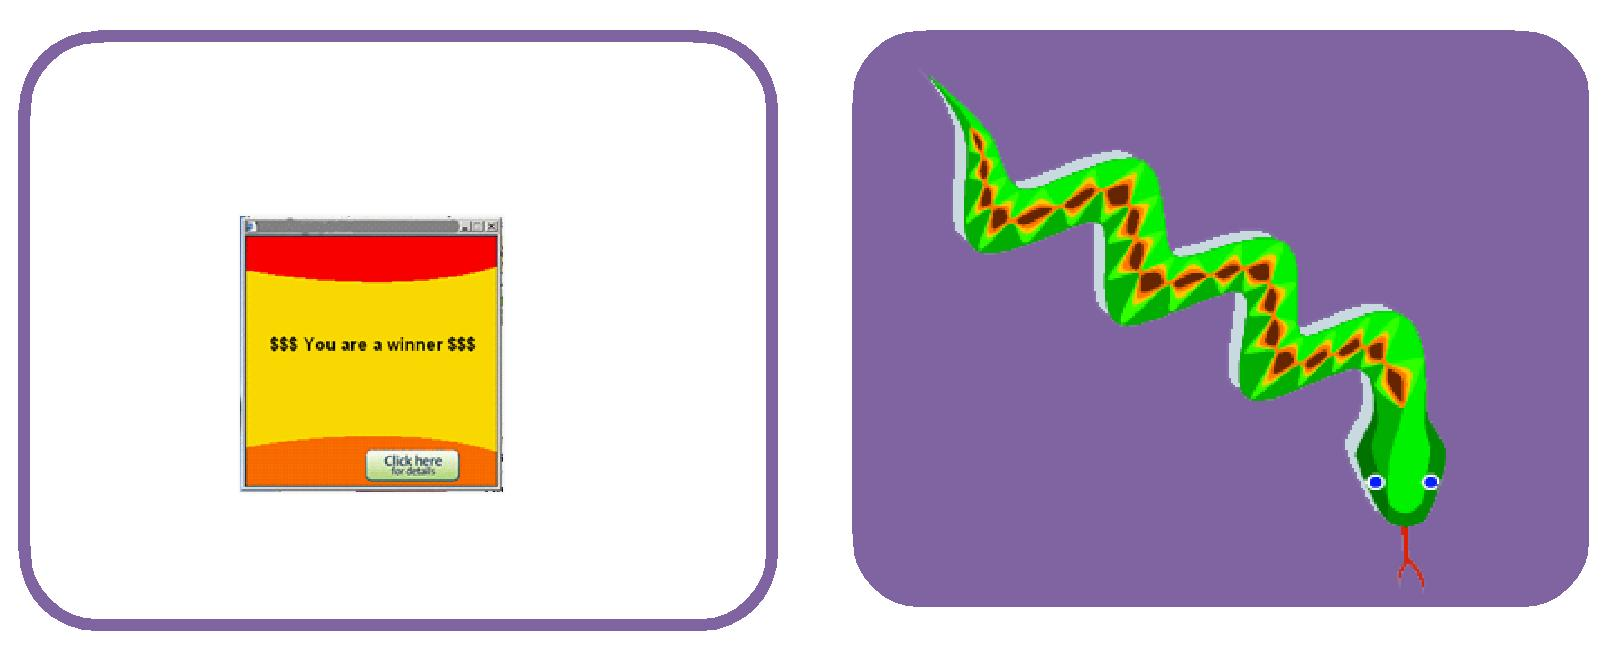 $$$ You are a winner $$$
Click here
for details